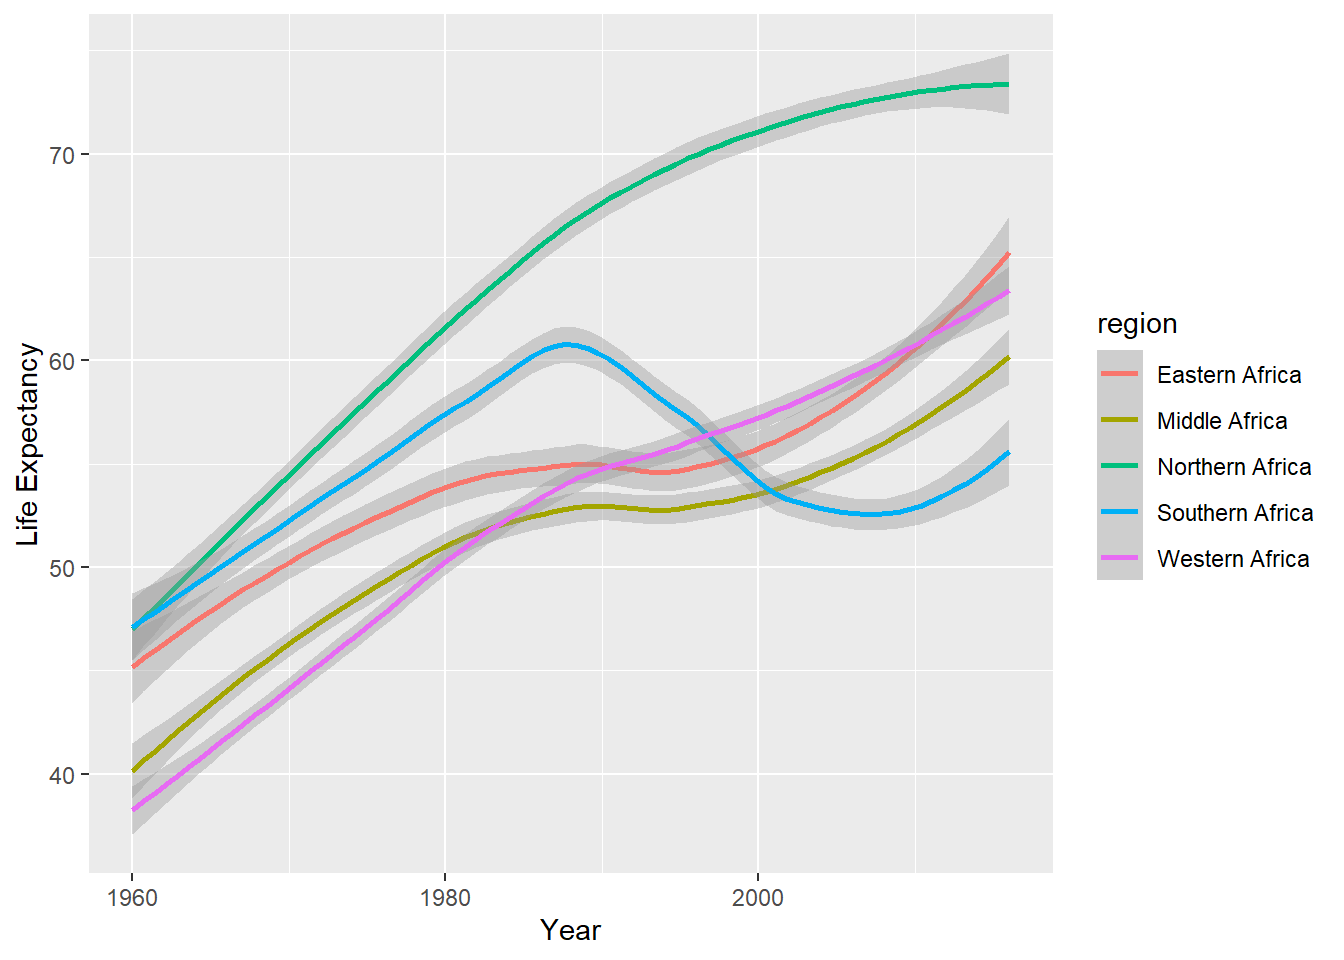 70
60
50
40
Life Expectancy
1960
1980
2000
Year
region
Eastern Africa
Middle Africa
Northern Africa
Southern Africa
Western Africa